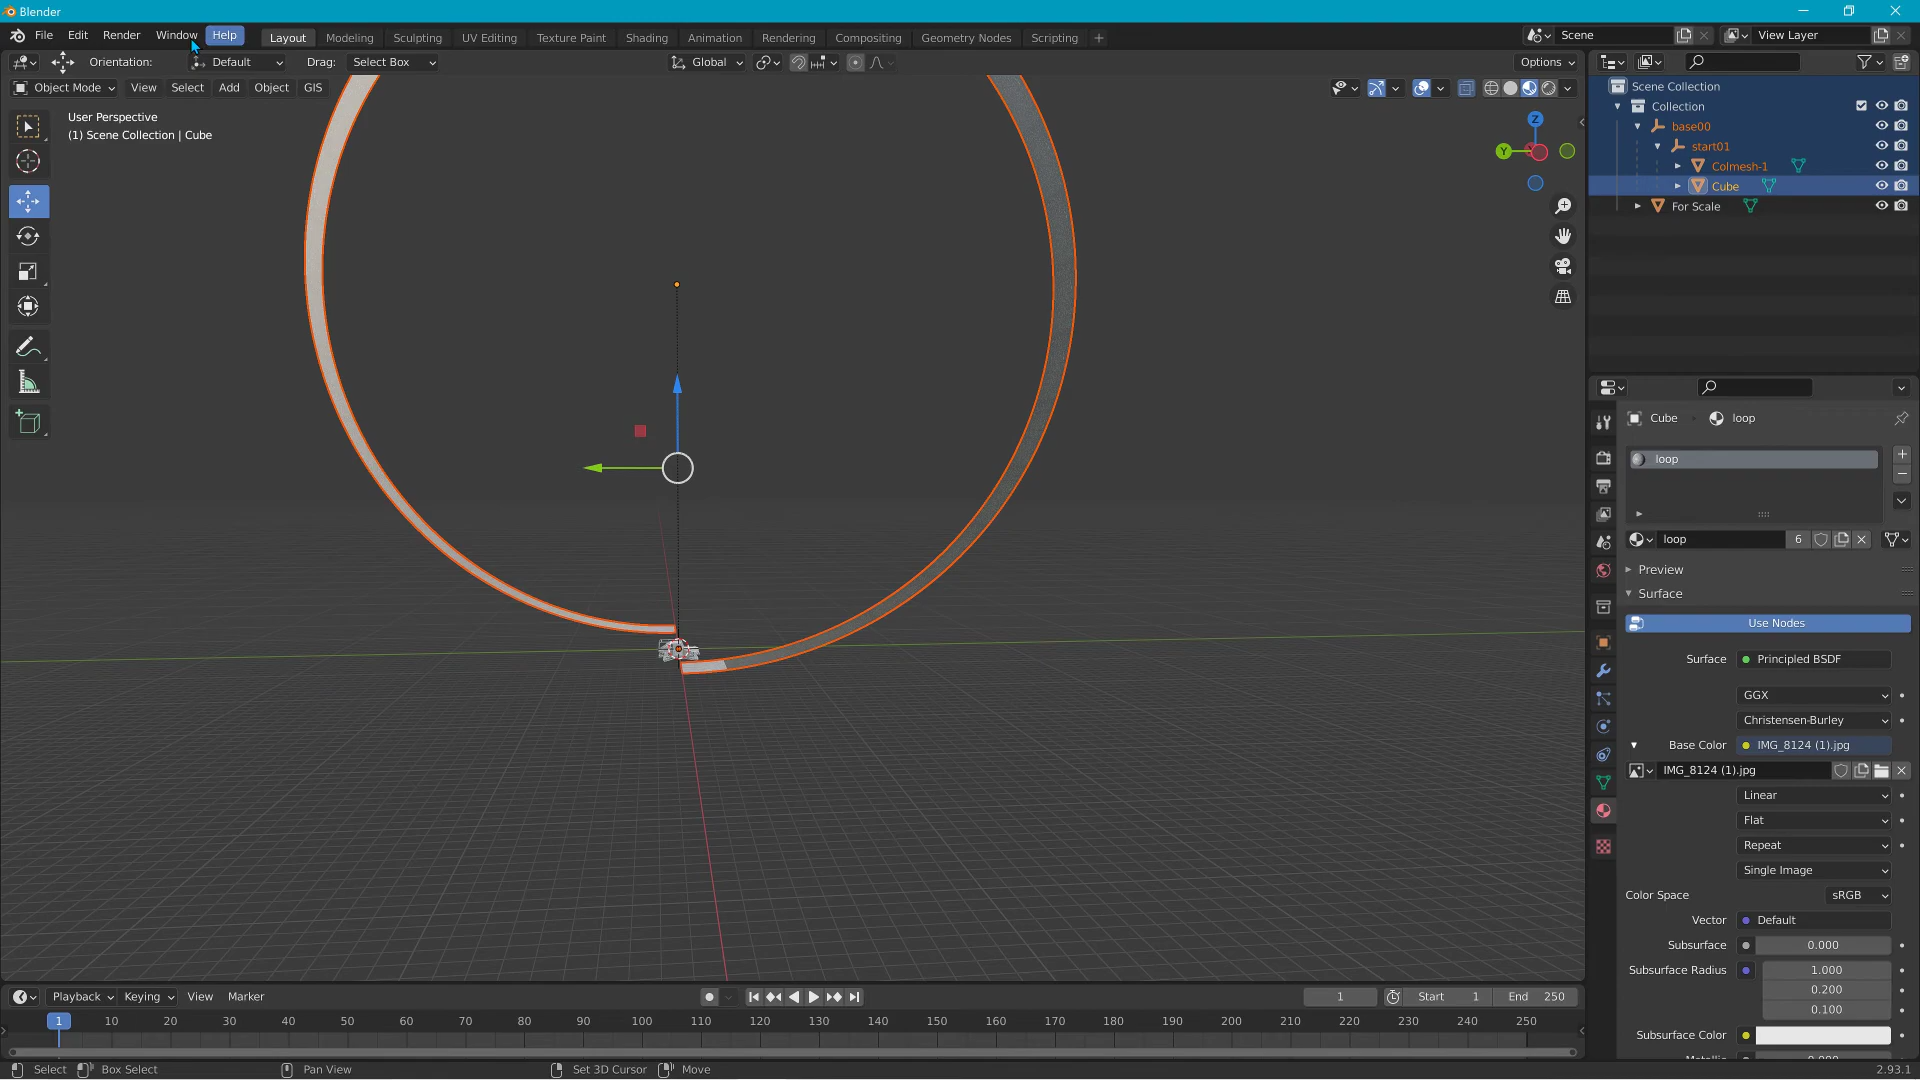 Blender
File Edit Render Window Help Layout Modeling Sculpting UV Editing Texture Paint Shading Animation Rendering Compositing Geometry Nodes Scripting + Scene View Layer
Orientation: Default Drag: Select Box Global Options
Object Mode View Select Add Object GIS
User Perspective
(1) Scene Collection | Cube
Z
Y
Scene Collection
Collection
base00
start01
Colmesh-1
Cube
For Scale
Cube loop
loop
loop 6
Preview
Surface
Use Nodes
Surface Principled BSDF
GGX
Christensen-Burley
Base Color IMG_8124 (1).jpg
IMG_8124 (1).jpg
Linear
Flat
Repeat
Single Image
Color Space sRGB
Vector Default
Subsurface 0.000
Subsurface Radius 1.000
0.200
0.100
Subsurface Color
Metallic 0.000
Playback Keying View Marker 1 Start 1 End 250
1 10 20 30 40 50 60 70 80 90 100 110 120 130 140 150 160 170 180 190 200 210 220 230 240 250
Select Box Select Pan View Set 3D Cursor Move 2.93.1